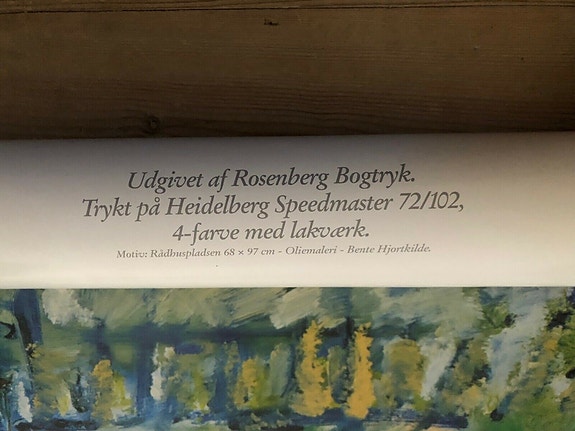 Udgivet af Rosenberg Bogtryk.
Trykt på Heidelberg Speedmaster 72/102,
4-farve med lakværk.
Motiv: Rådhuspladsen 68 × 97 cm - Oliemaleri - Bente Hjortkilde.